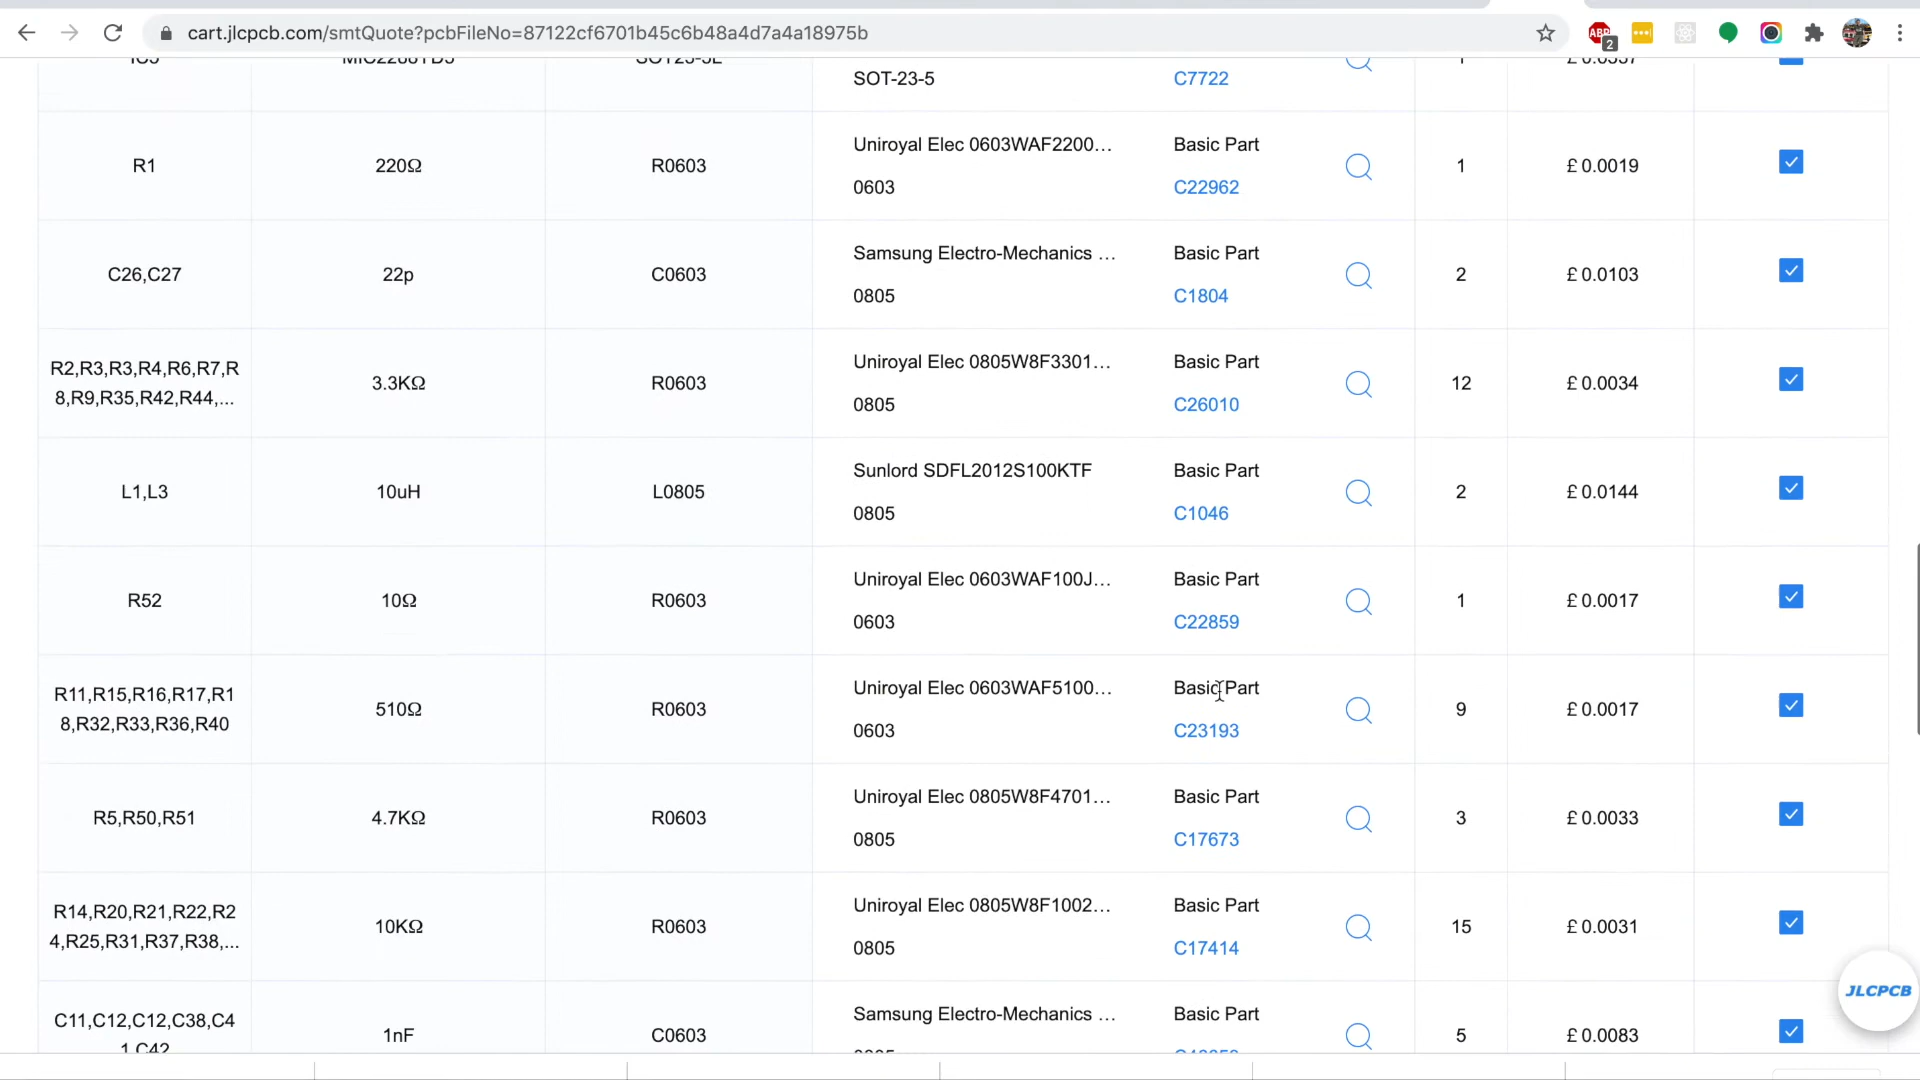 cart.jlcpcb.com/smtQuote?pcbFileNo=87122cf6701b45c6b48a4d7a4a18975b
ABP
2
SOT-23-5
C7722
R1
220Ω
R0603
Uniroyal Elec 0603WAF2200...
0603
Basic Part
C22962
1
£ 0.0019
C26,C27
22p
C0603
Samsung Electro-Mechanics ...
0805
Basic Part
C1804
2
£ 0.0103
R2,R3,R3,R4,R6,R7,R
8,R9,R35,R42,R44,...
3.3KΩ
R0603
Uniroyal Elec 0805W8F3301...
0805
Basic Part
C26010
12
£ 0.0034
L1,L3
10uH
L0805
Sunlord SDFL2012S100KTF
0805
Basic Part
C1046
2
£ 0.0144
R52
10Ω
R0603
Uniroyal Elec 0603WAF100J...
0603
Basic Part
C22859
1
£ 0.0017
R11,R15,R16,R17,R1
8,R32,R33,R36,R40
510Ω
R0603
Uniroyal Elec 0603WAF5100...
0603
Basic Part
C23193
9
£ 0.0017
R5,R50,R51
4.7KΩ
R0603
Uniroyal Elec 0805W8F4701...
0805
Basic Part
C17673
3
£ 0.0033
R14,R20,R21,R22,R2
4,R25,R31,R37,R38,...
10KΩ
R0603
Uniroyal Elec 0805W8F1002...
0805
Basic Part
C17414
15
£ 0.0031
JLCPCB
C11,C12,C12,C38,C4
1,C42
1nF
C0603
Samsung Electro-Mechanics ...
Basic Part
5
£ 0.0083